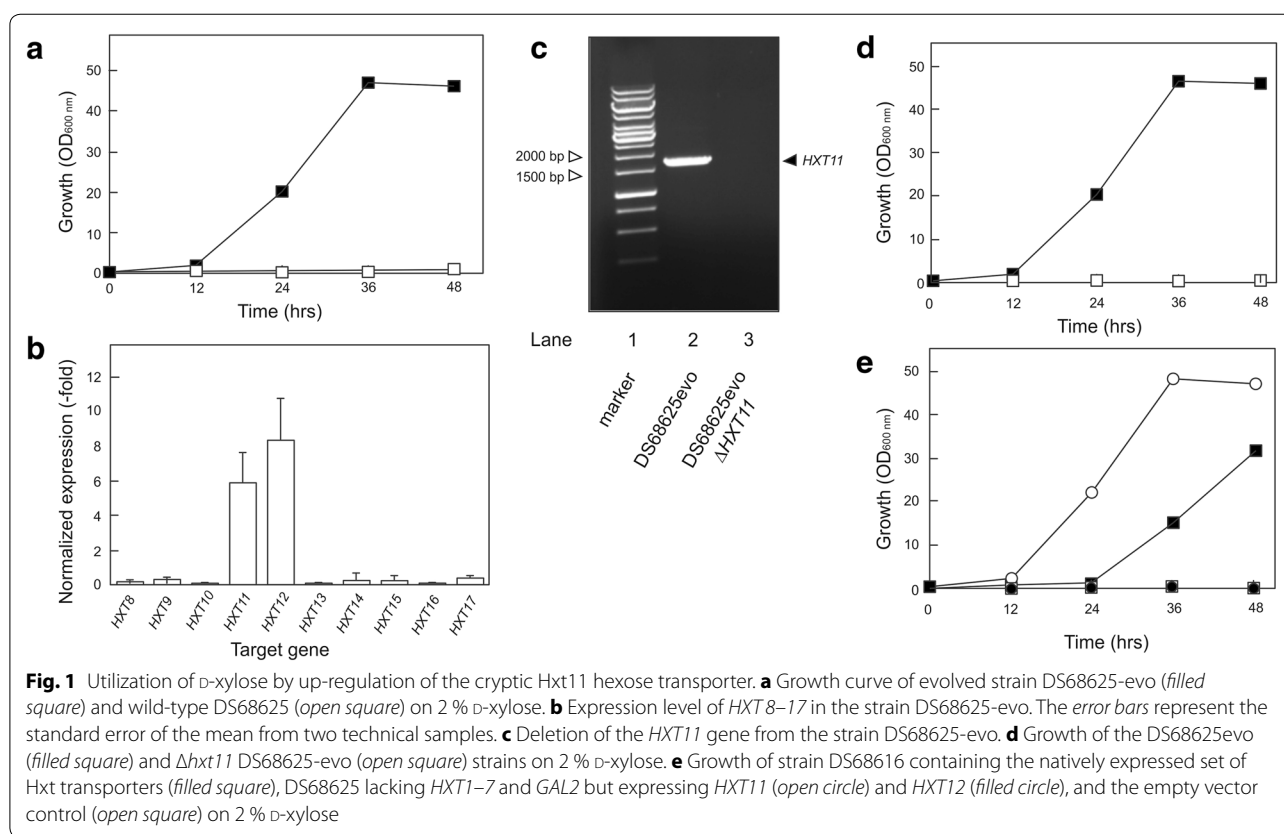 a
Growth (OD600 nm)
50
40
30
20
10
0
0 12 24 36 48
Time (hrs)
b
Normalized expression (-fold)
12
10
8
6
4
2
0
HXT8 HXT9 HXT10 HXT11 HXT12 HXT13 HXT14 HXT15 HXT16 HXT17
Target gene
c
2000 bp
1500 bp
HXT11
Lane 1 2 3
marker
DS68625evo
DS68625evo
ΔHXT11
d
Growth (OD600 nm)
50
40
30
20
10
0
0 12 24 36 48
Time (hrs)
e
Growth (OD600 nm)
50
40
30
20
10
0
0 12 24 36 48
Time (hrs)
Fig. 1 Utilization of D-xylose by up-regulation of the cryptic Hxt11 hexose transporter. a Growth curve of evolved strain DS68625-evo (filled
square) and wild-type DS68625 (open square) on 2 % D-xylose. b Expression level of HXT 8–17 in the strain DS68625-evo. The error bars represent the
standard error of the mean from two technical samples. c Deletion of the HXT11 gene from the strain DS68625-evo. d Growth of the DS68625evo
(filled square) and Δhxt11 DS68625-evo (open square) strains on 2 % D-xylose. e Growth of strain DS68616 containing the natively expressed set of
Hxt transporters (filled square), DS68625 lacking HXT1–7 and GAL2 but expressing HXT11 (open circle) and HXT12 (filled circle), and the empty vector
control (open square) on 2 % D-xylose